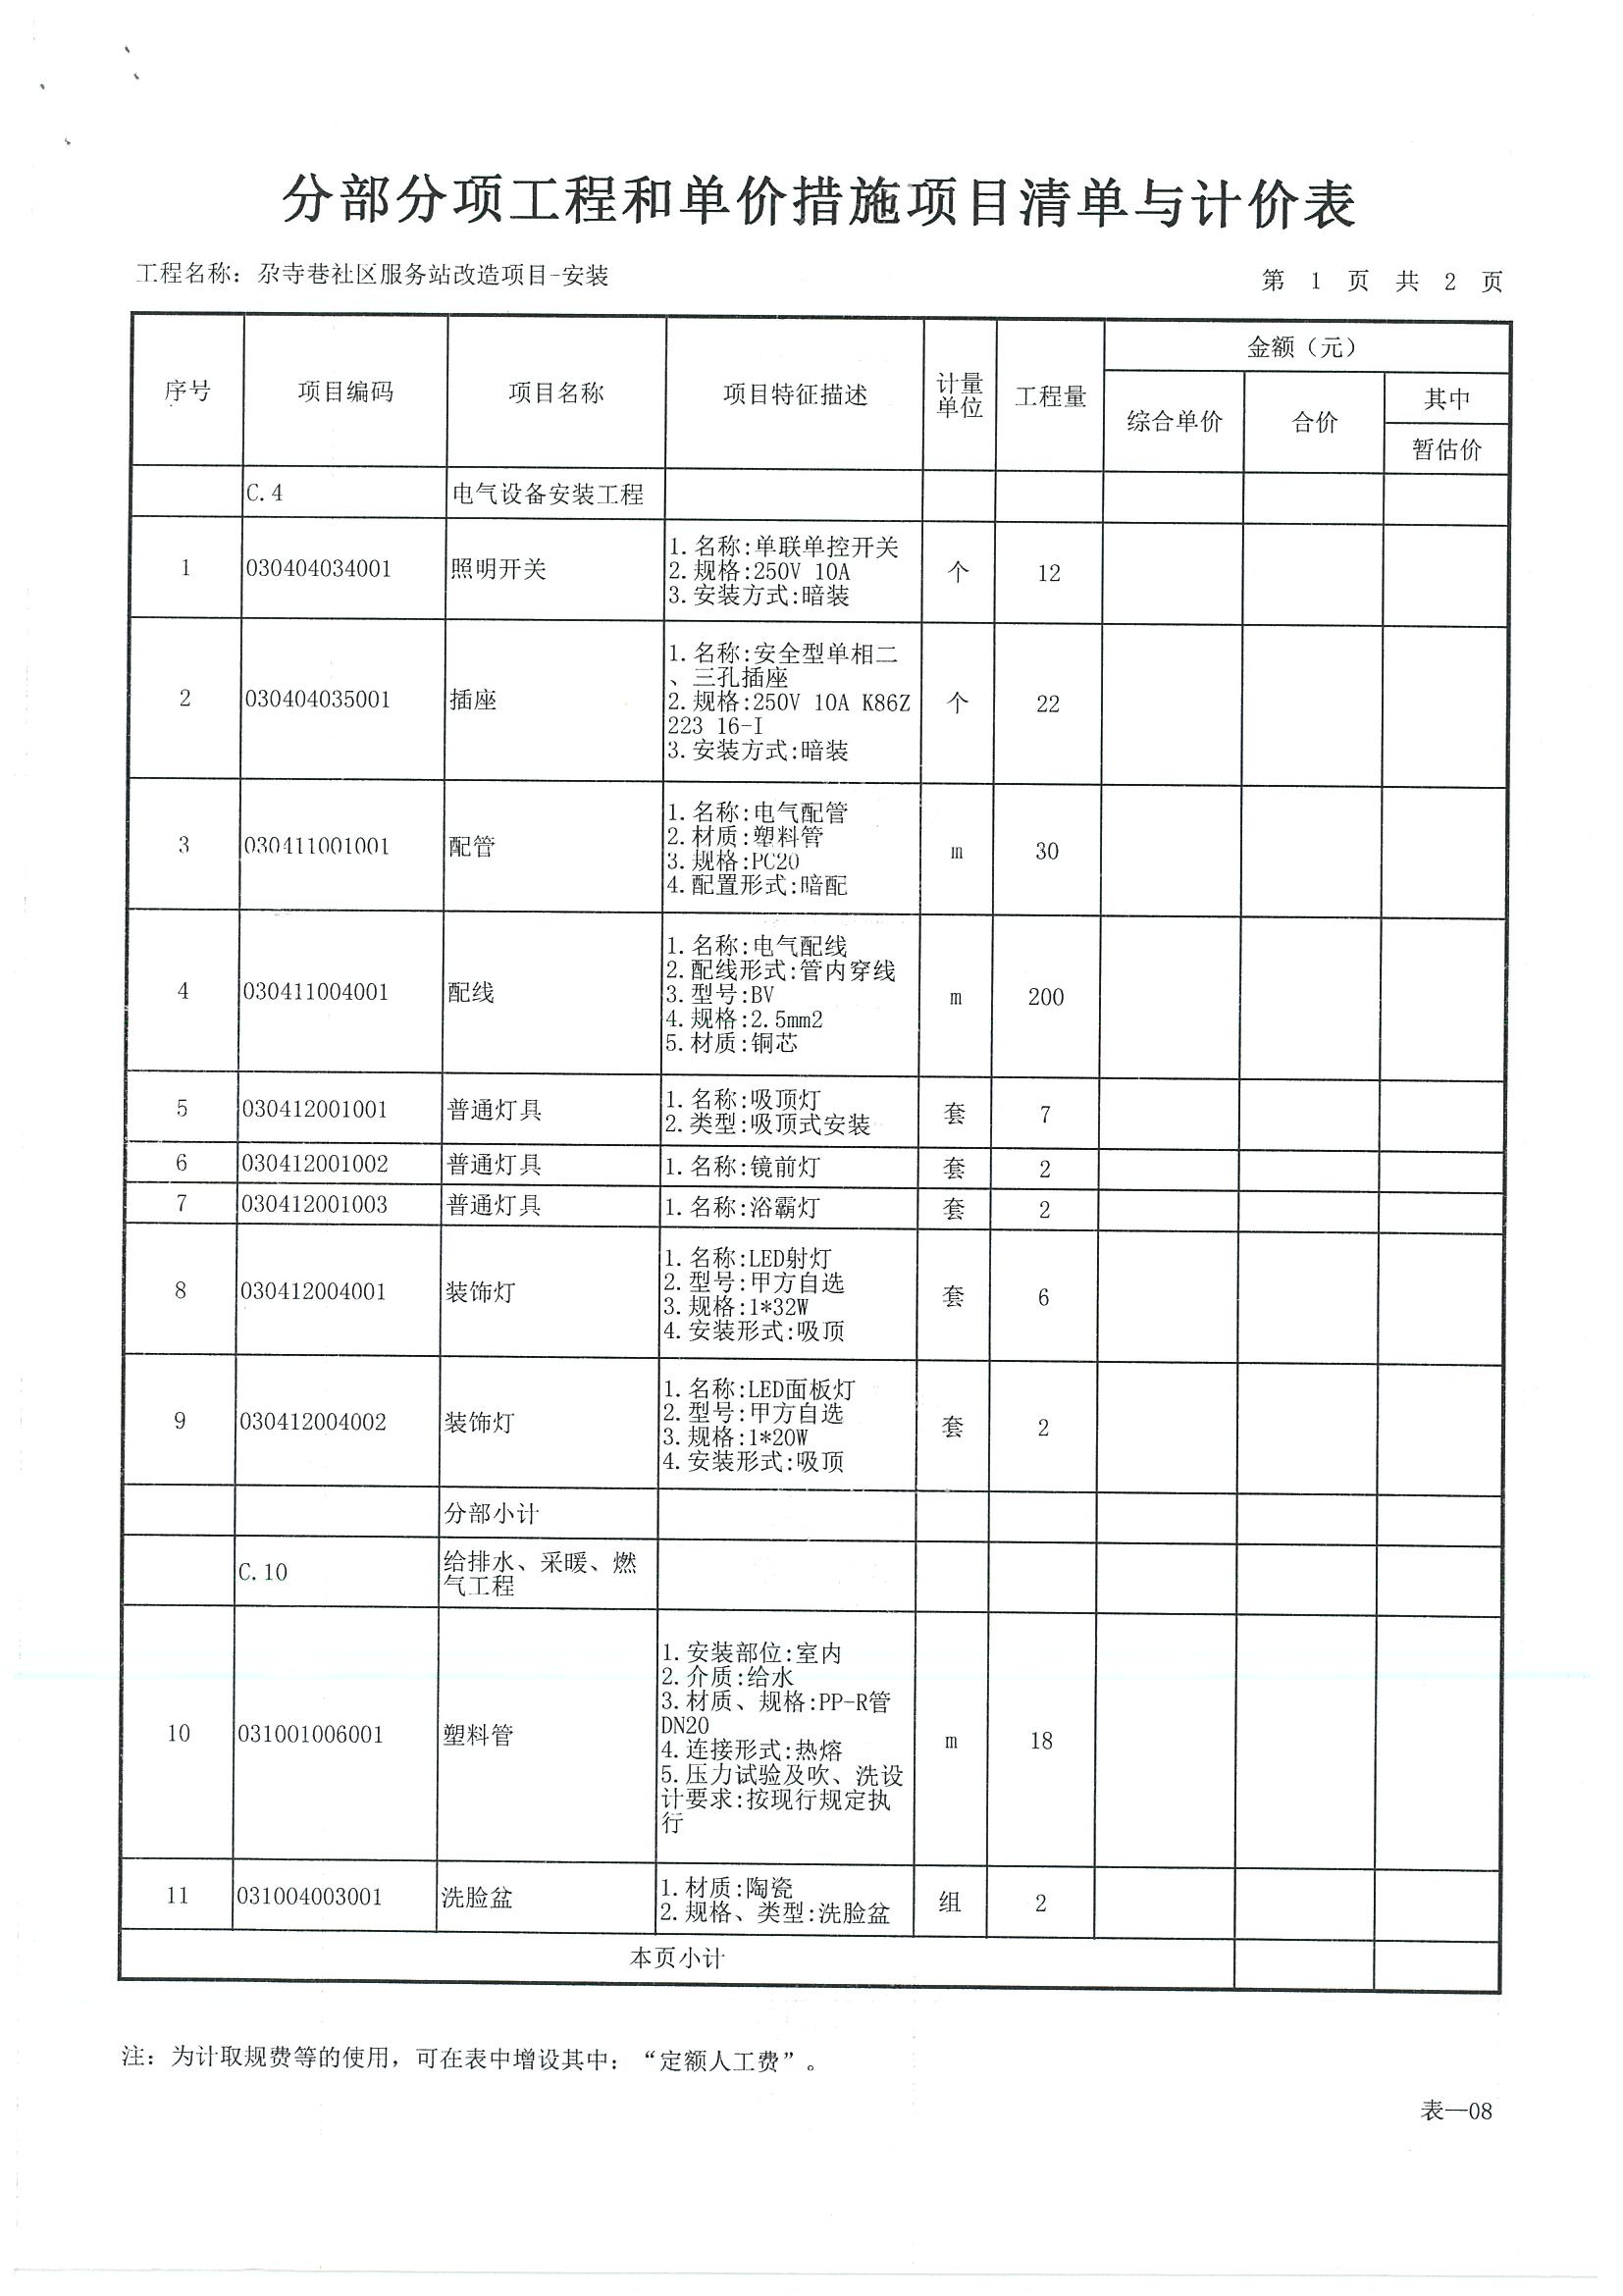 分部分项工程和单价措施项目清单与计价表
工程名称：尕寺巷社区服务站改造项目-安装
第 1 页 共 2 页
序号 项目编码 项目名称 项目特征描述 计量单位 工程量 金额（元）
综合单价 合价 其中
暂估价
C.4 电气设备安装工程
1 030404034001 照明开关 1.名称:单联单控开关
2.规格:250V 10A
3.安装方式:暗装
个 12
2 030404035001 插座 1.名称:安全型单相二
、三孔插座
2.规格:250V 10A K86Z
223 16-I
3.安装方式:暗装
个 22
3 030411001001 配管 1.名称:电气配管
2.材质:塑料管
3.规格:PC20
4.配置形式:暗配
m 30
4 030411004001 配线 1.名称:电气配线
2.配线形式:管内穿线
3.型号:BV
4.规格:2.5mm2
5.材质:铜芯
m 200
5 030412001001 普通灯具 1.名称:吸顶灯
2.类型:吸顶式安装
套 7
6 030412001002 普通灯具 1.名称:镜前灯 套 2
7 030412001003 普通灯具 1.名称:浴霸灯 套 2
8 030412004001 装饰灯 1.名称:LED射灯
2.型号:甲方自选
3.规格:1*32W
4.安装形式:吸顶
套 6
9 030412004002 装饰灯 1.名称:LED面板灯
2.型号:甲方自选
3.规格:1*20W
4.安装形式:吸顶
套 2
分部小计
C.10 给排水、采暖、燃
气工程
10 031001006001 塑料管 1.安装部位:室内
2.介质:给水
3.材质、规格:PP-R管
DN20
4.连接形式:热熔
5.压力试验及吹、洗设
计要求:按现行规定执
行
m 18
11 031004003001 洗脸盆 1.材质:陶瓷
2.规格、类型:洗脸盆
组 2
本页小计
注：为计取规费等的使用，可在表中增设其中：“定额人工费”。
表—08